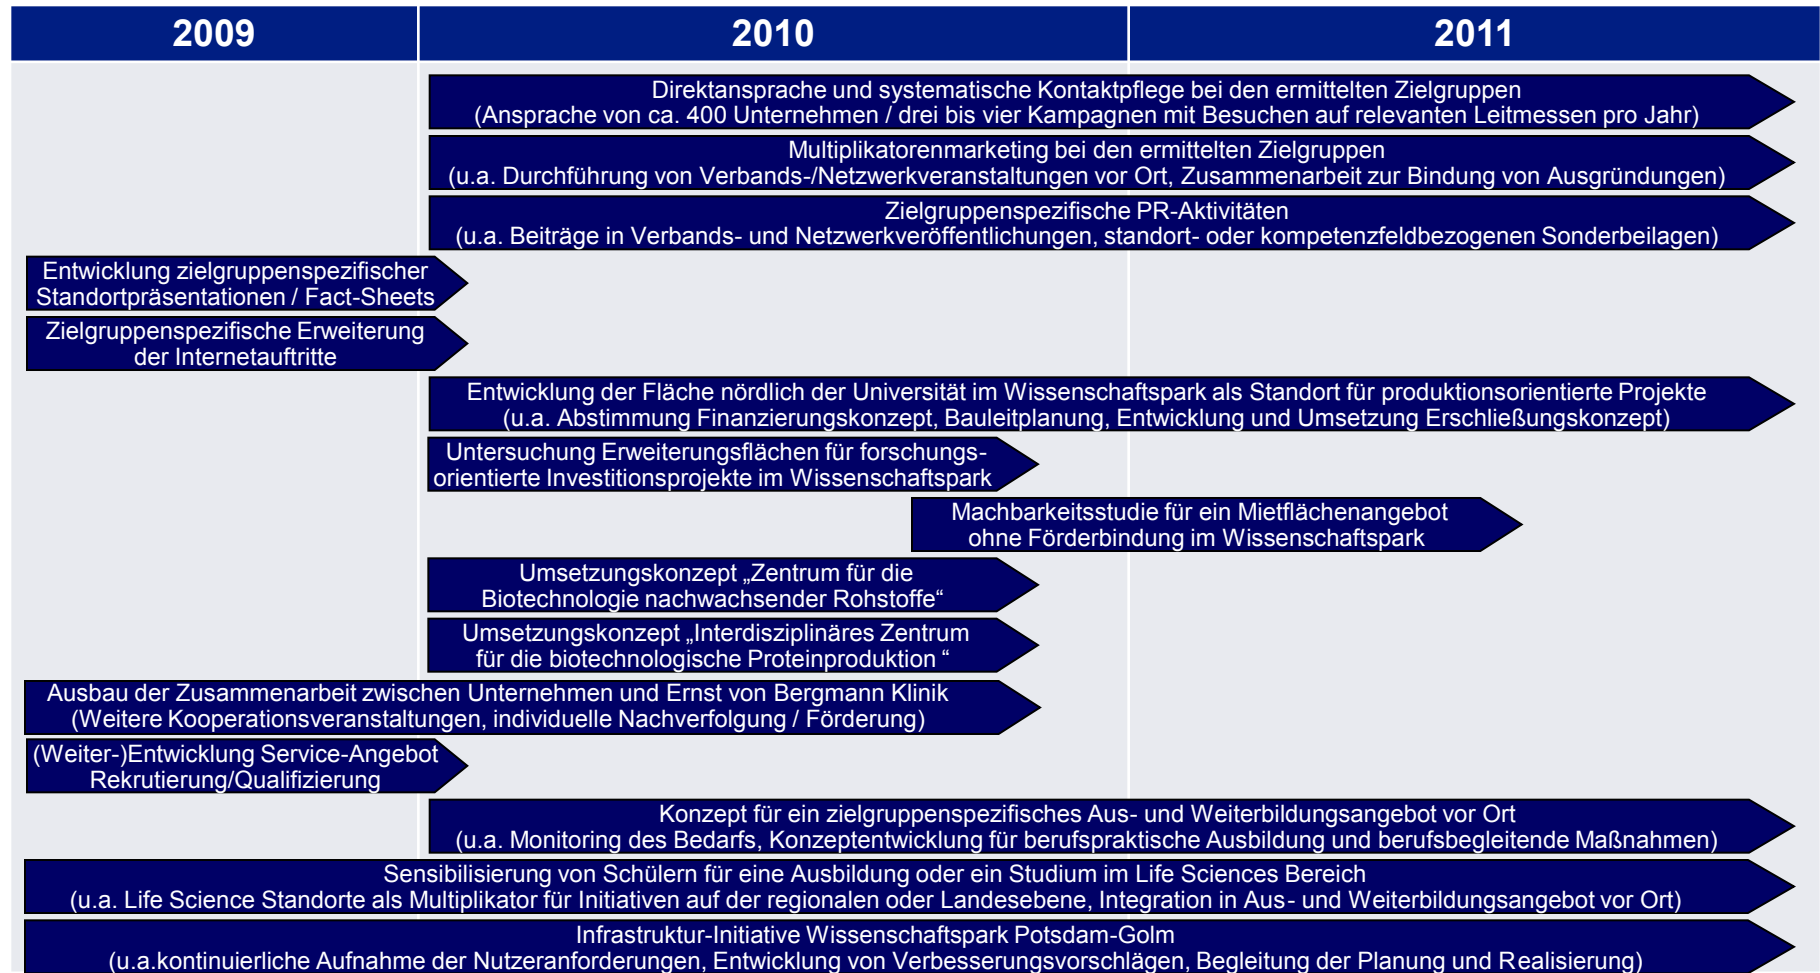 2009
2010
2011
Direktansprache und systematische Kontaktpflege bei den ermittelten Zielgruppen
(Ansprache von ca. 400 Unternehmen / drei bis vier Kampagnen mit Besuchen auf relevanten Leitmessen pro Jahr)
Multiplikatorenmarketing bei den ermittelten Zielgruppen
(u.a. Durchführung von Verbands-/Netzwerkveranstaltungen vor Ort, Zusammenarbeit zur Bindung von Ausgründungen)
Zielgruppenspezifische PR-Aktivitäten
(u.a. Beiträge in Verbands- und Netzwerkveröffentlichungen, standort- oder kompetenzfeldbezogenen Sonderbeilagen)
Entwicklung zielgruppenspezifischer
Standortpräsentationen / Fact-Sheets
Zielgruppenspezifische Erweiterung
der Internetauftritte
Entwicklung der Fläche nördlich der Universität im Wissenschaftspark als Standort für produktionsorientierte Projekte
(u.a. Abstimmung Finanzierungskonzept, Bauleitplanung, Entwicklung und Umsetzung Erschließungskonzept)
Untersuchung Erweiterungsflächen für forschungs-
orientierte Investitionsprojekte im Wissenschaftspark
Machbarkeitsstudie für ein Mietflächenangebot
ohne Förderbindung im Wissenschaftspark
Umsetzungskonzept „Zentrum für die
Biotechnologie nachwachsender Rohstoffe“
Umsetzungskonzept „Interdisziplinäres Zentrum
für die biotechnologische Proteinproduktion “
Ausbau der Zusammenarbeit zwischen Unternehmen und Ernst von Bergmann Klinik
(Weitere Kooperationsveranstaltungen, individuelle Nachverfolgung / Förderung)
(Weiter-)Entwicklung Service-Angebot
Rekrutierung/Qualifizierung
Konzept für ein zielgruppenspezifisches Aus- und Weiterbildungsangebot vor Ort
(u.a. Monitoring des Bedarfs, Konzeptentwicklung für berufspraktische Ausbildung und berufsbegleitende Maßnahmen)
Sensibilisierung von Schülern für eine Ausbildung oder ein Studium im Life Sciences Bereich
(u.a. Life Science Standorte als Multiplikator für Initiativen auf der regionalen oder Landesebene, Integration in Aus- und Weiterbildungsangebot vor Ort)
Infrastruktur-Initiative Wissenschaftspark Potsdam-Golm
(u.a.kontinuierliche Aufnahme der Nutzeranforderungen, Entwicklung von Verbesserungsvorschlägen, Begleitung der Planung und Realisierung)